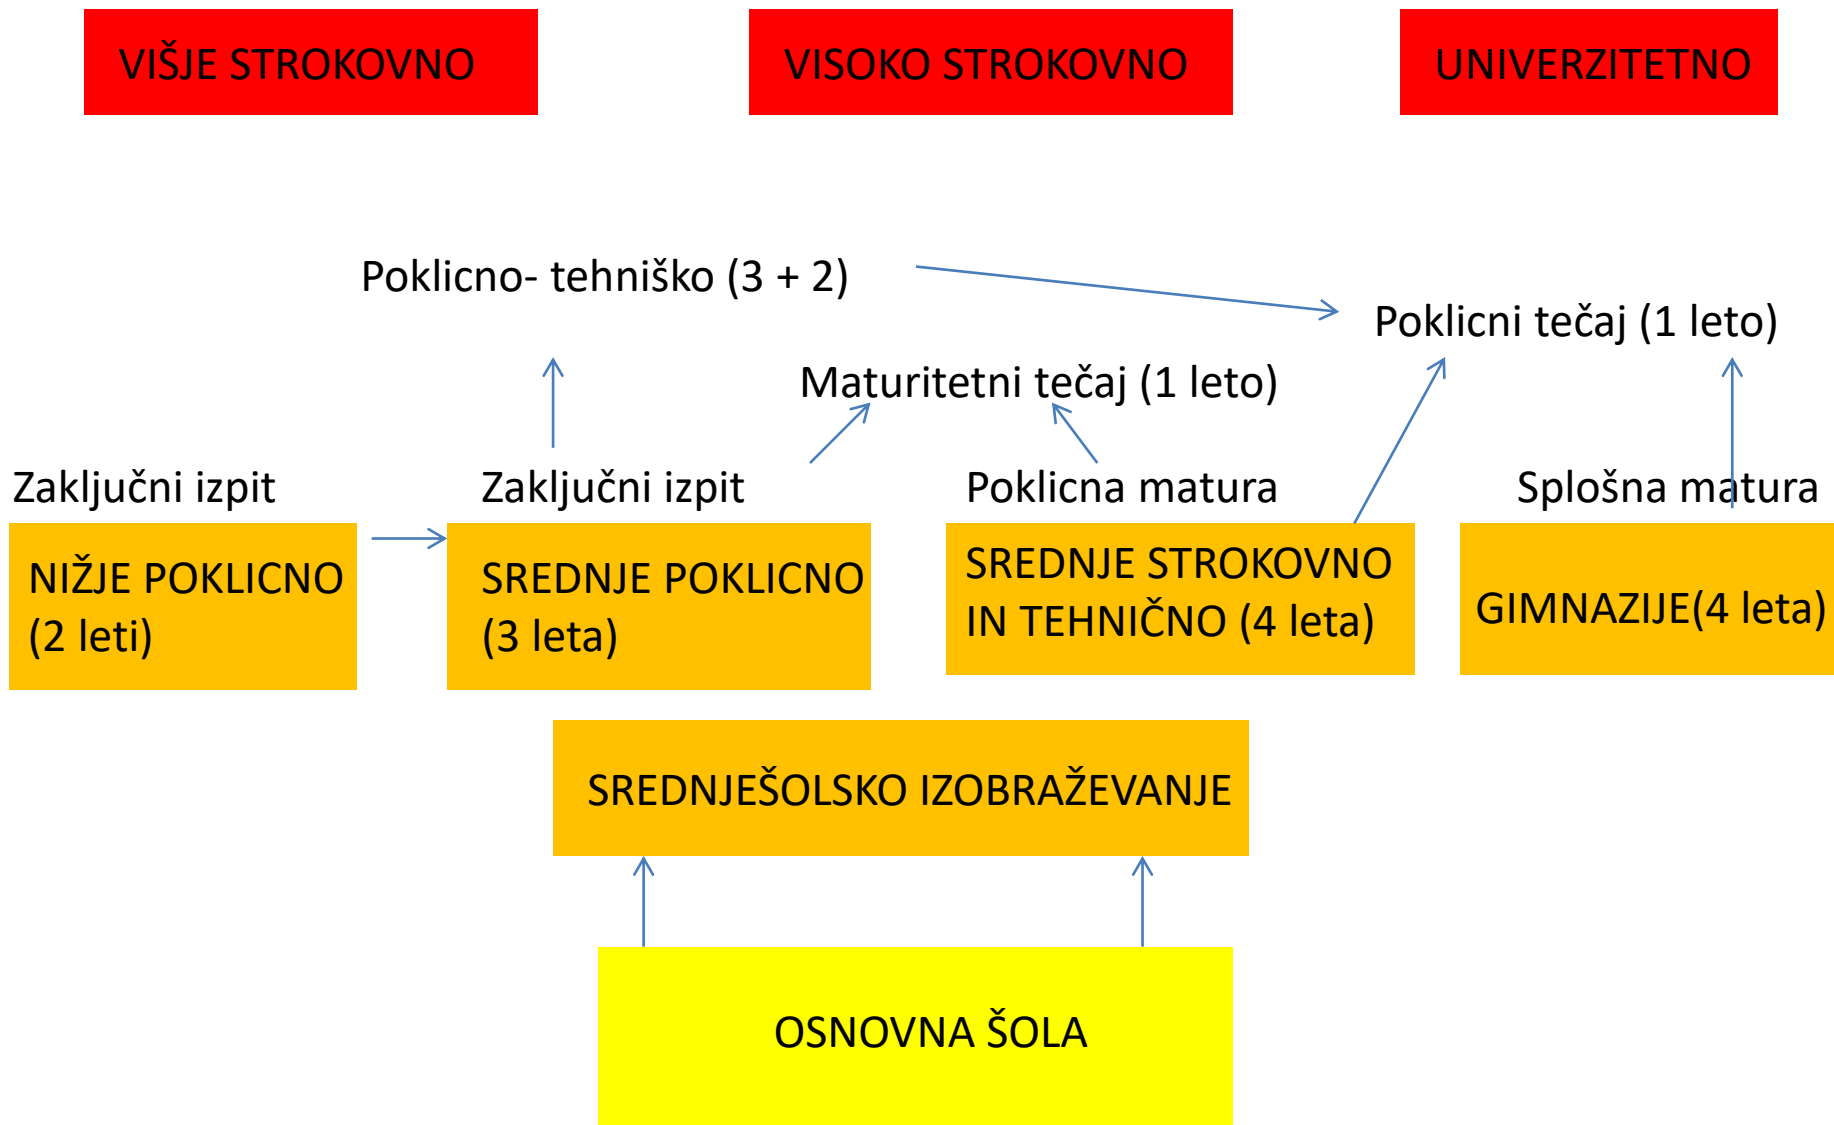 VIŠJE STROKOVNO
VISOKO STROKOVNO
UNIVERZITETNO
Poklicno- tehniško (3 + 2)
Poklicni tečaj (1 leto)
Maturitetni tečaj (1 leto)
Zaključni izpit
Zaključni izpit
Poklicna matura
Splošna matura
NIŽJE POKLICNO
(2 leti)
SREDNJE POKLICNO
(3 leta)
SREDNJE STROKOVNO
IN TEHNIČNO (4 leta)
GIMNAZIJE(4 leta)
SREDNJEŠOLSKO IZOBRAŽEVANJE
OSNOVNA ŠOLA